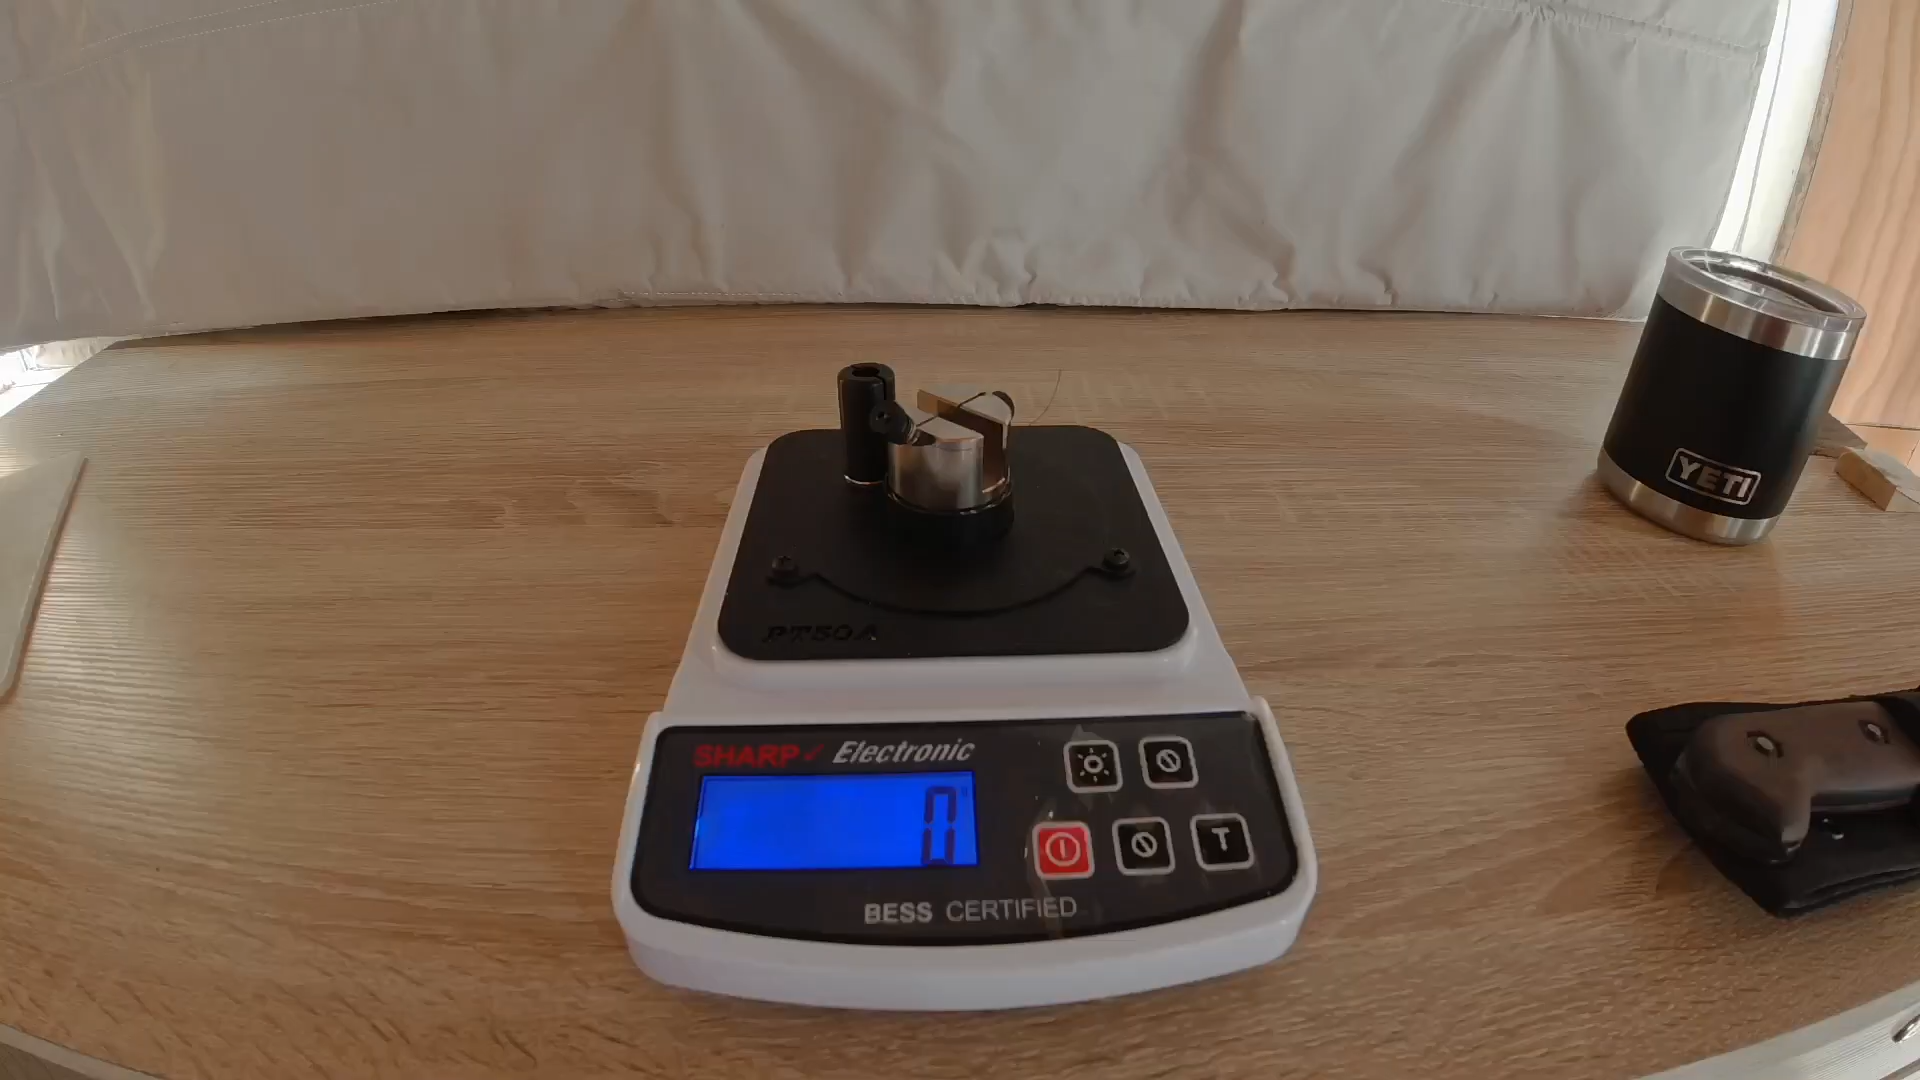 YETI
PT50A
SHARP Electronic
0
T
BESS CERTIFIED